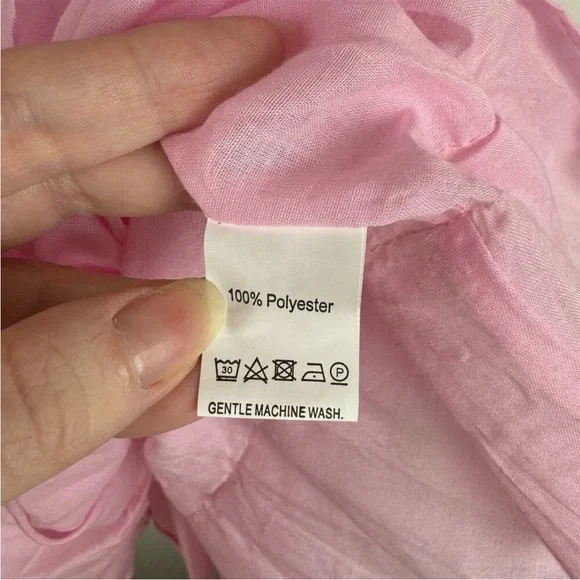 100% Polyester
30 P
GENTLE MACHINE WASH.